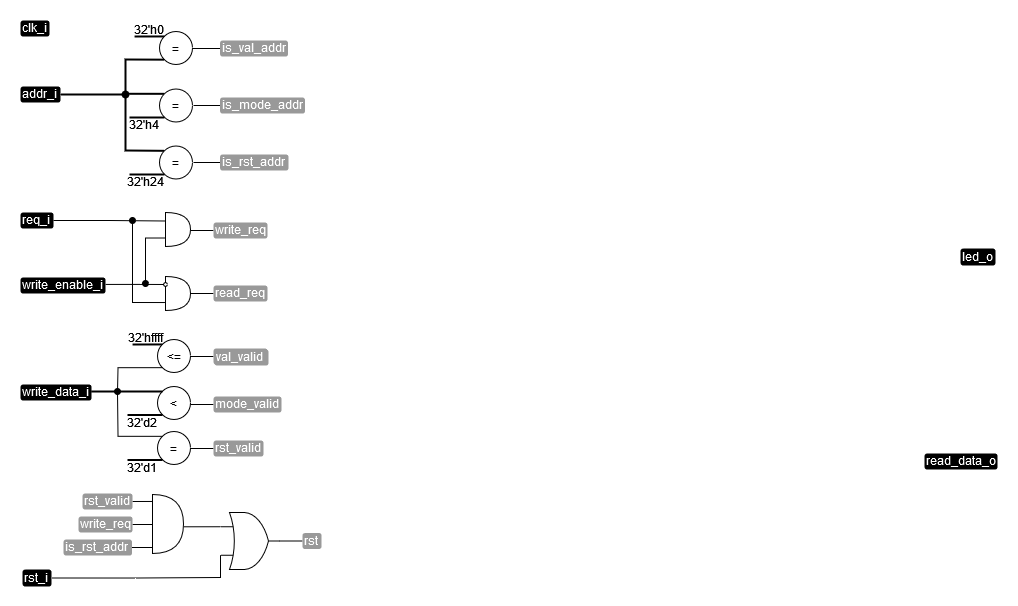 clk_i
32'h0
=
is_val_addr
addr_i
=
is_mode_addr
32'h4
=
is_rst_addr
32'h24
req_i
write_req
led_o
write_enable_i
read_req
32'hffff
<=
val_valid
write_data_i
<
mode_valid
32'd2
=
rst_valid
32'd1
read_data_o
rst_valid
write_req
is_rst_addr
rst
rst_i